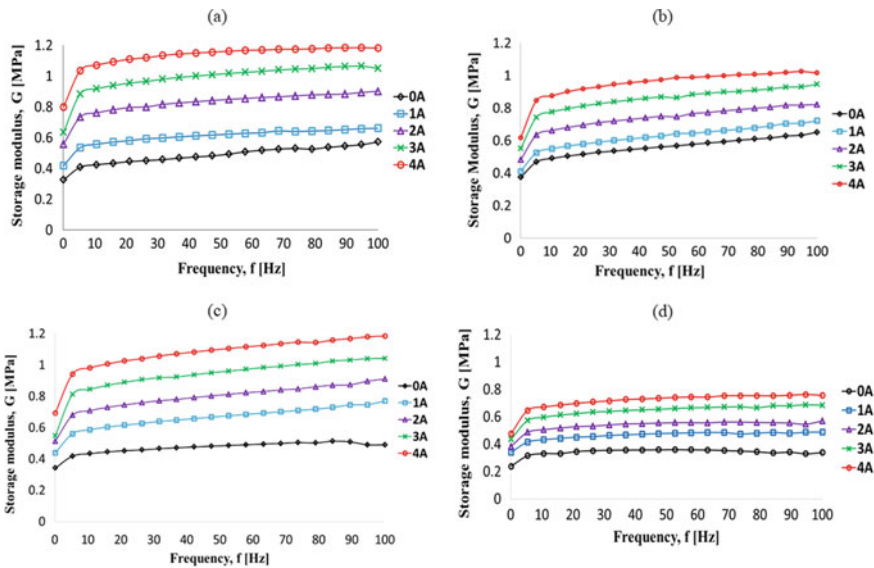 (a)
Storage modulus, G [MPa]
1.2
1
0.8
0.6
0.4
0.2
0
0 10 20 30 40 50 60 70 80 90 100
Frequency, f [Hz]
0A
1A
2A
3A
4A
(b)
Storage Modulus, G [MPa]
1.2
1
0.8
0.6
0.4
0.2
0
0 10 20 30 40 50 60 70 80 90 100
Frequency, f [Hz]
0A
1A
2A
3A
4A
(c)
Storage modulus, G [MPa]
1.2
1
0.8
0.6
0.4
0.2
0
0 10 20 30 40 50 60 70 80 90 100
Frequency, f [Hz]
0A
1A
2A
3A
4A
(d)
Storage modulus, G [MPa]
1.2
1
0.8
0.6
0.4
0.2
0
0 10 20 30 40 50 60 70 80 90 100
Frequency, f [Hz]
0A
1A
2A
3A
4A